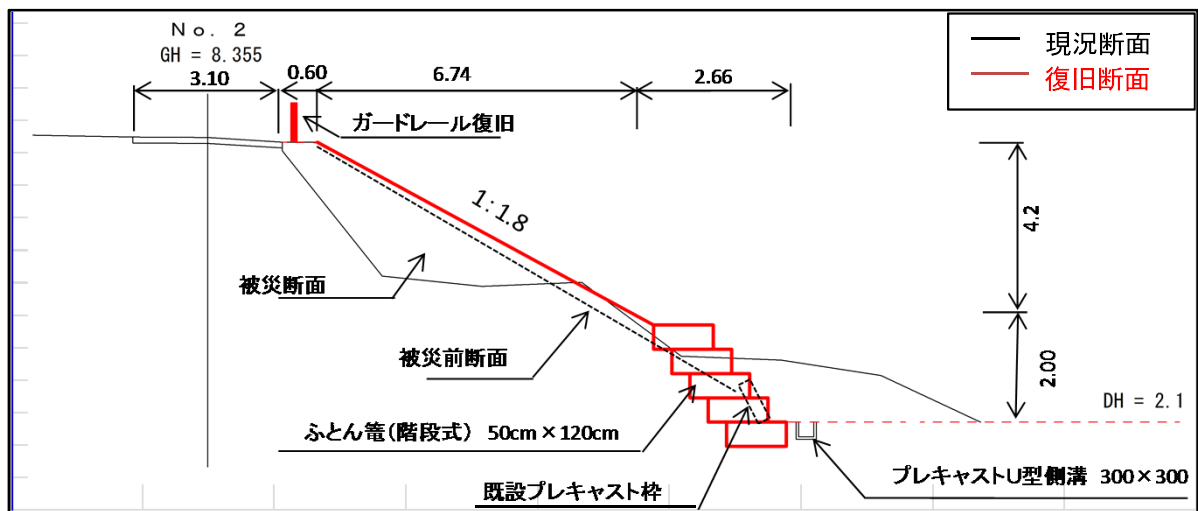 No. 2
GH = 8.355
3.10
0.60
6.74
2.66
現況断面
復旧断面
ガードレール復旧
1:1.8
4.2
被災断面
被災前断面
2.00
DH = 2.1
ふとん篭(階段式) 50cm×120cm
プレキャストU型側溝 300×300
既設プレキャスト枠